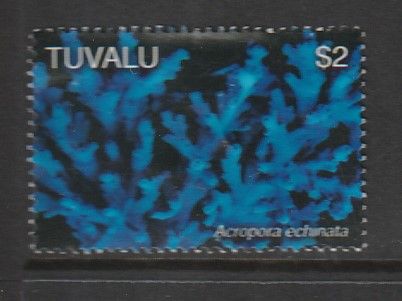 TUVALU $2
Acropora echinata